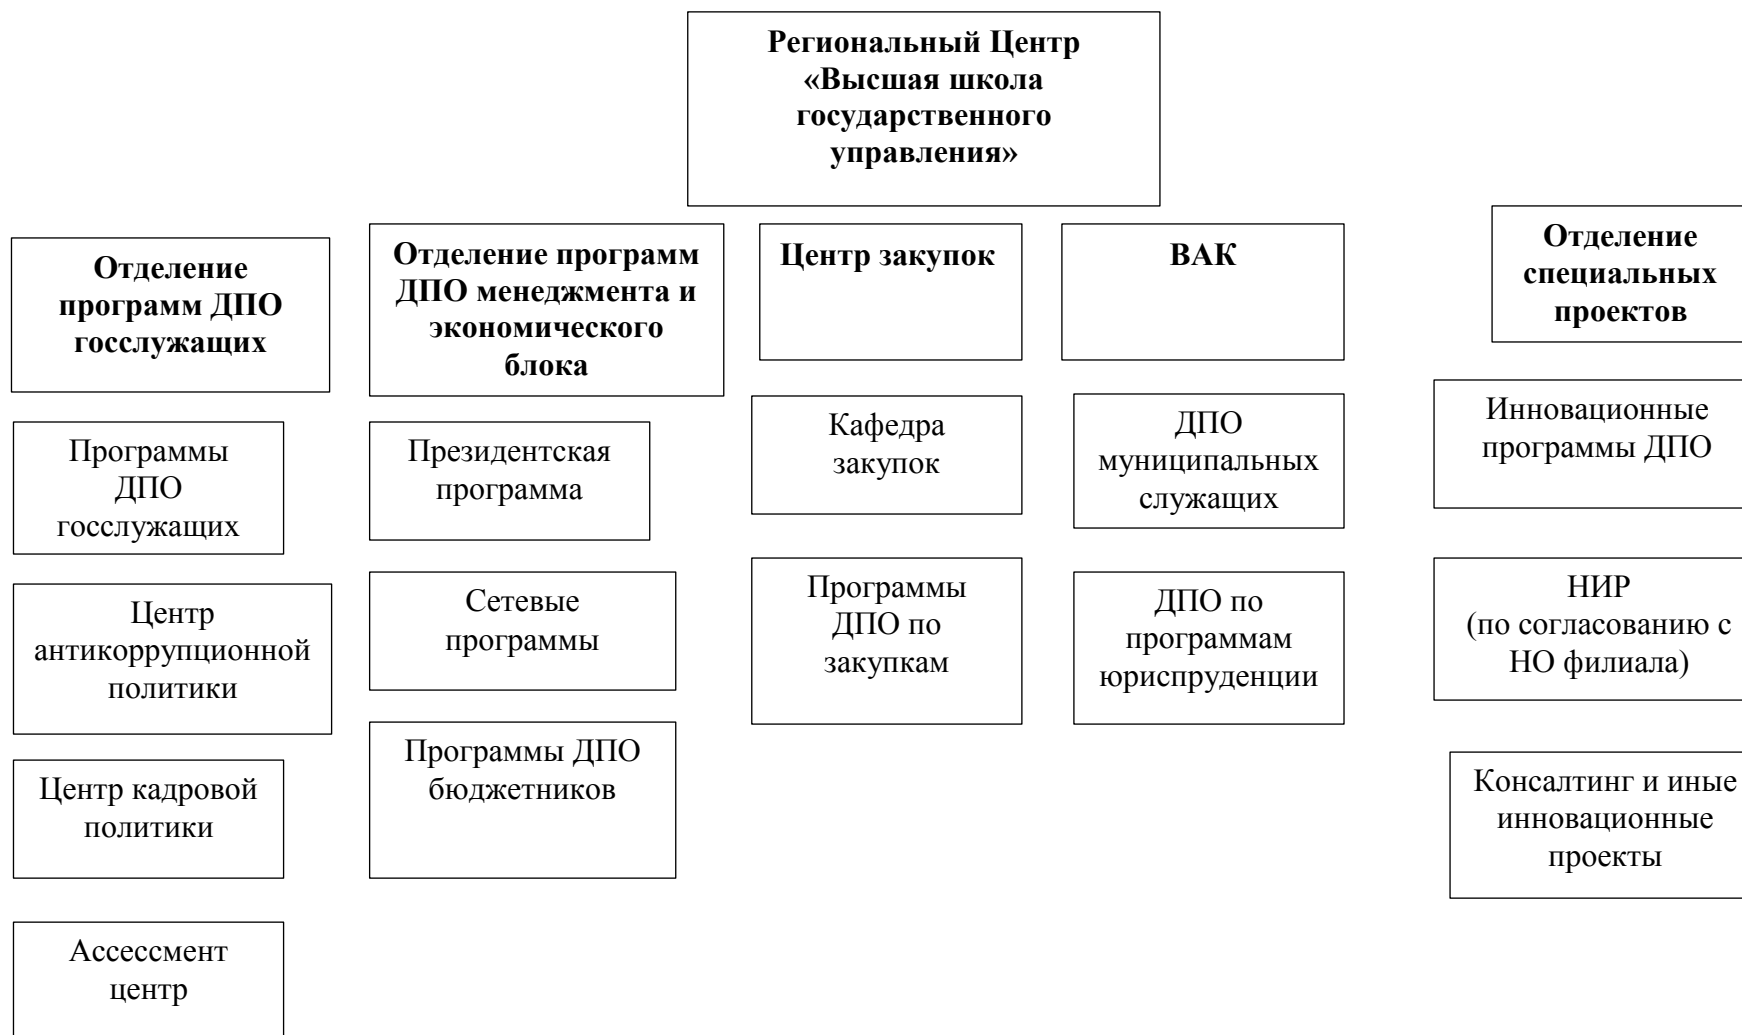 Региональный Центр
«Высшая школа
государственного
управления»
Отделение
программ ДПО
госслужащих
Отделение программ
ДПО менеджмента и
экономического
блока
Центр закупок
ВАК
Отделение
специальных
проектов
Программы
ДПО
госслужащих
Центр
антикоррупционной
политики
Центр кадровой
политики
Ассессмент
центр
Президентская
программа
Сетевые
программы
Программы ДПО
бюджетников
Кафедра
закупок
Программы
ДПО по
закупкам
ДПО
муниципальных
служащих
ДПО по
программам
юриспруденции
Инновационные
программы ДПО
НИР
(по согласованию с
НО филиала)
Консалтинг и иные
инновационные
проекты